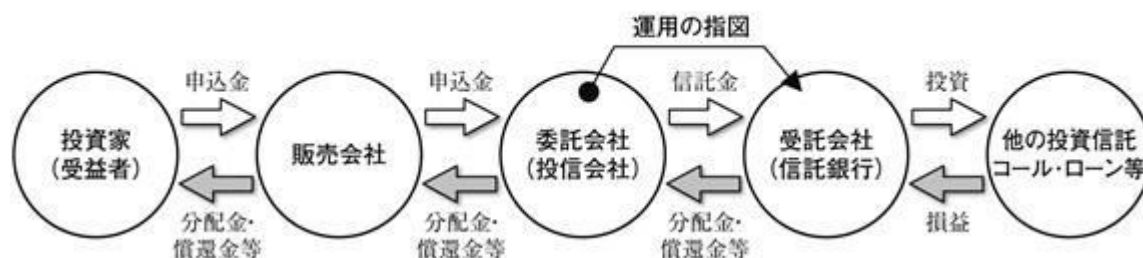 運用の指図
申込金
申込金
信託金
投資
投資家
(受益者)
販売会社
委託会社
(投信会社)
受託会社
(信託銀行)
他の投資信託
コール・ローン等
分配金・
償還金等
分配金・
償還金等
分配金・
償還金等
損益